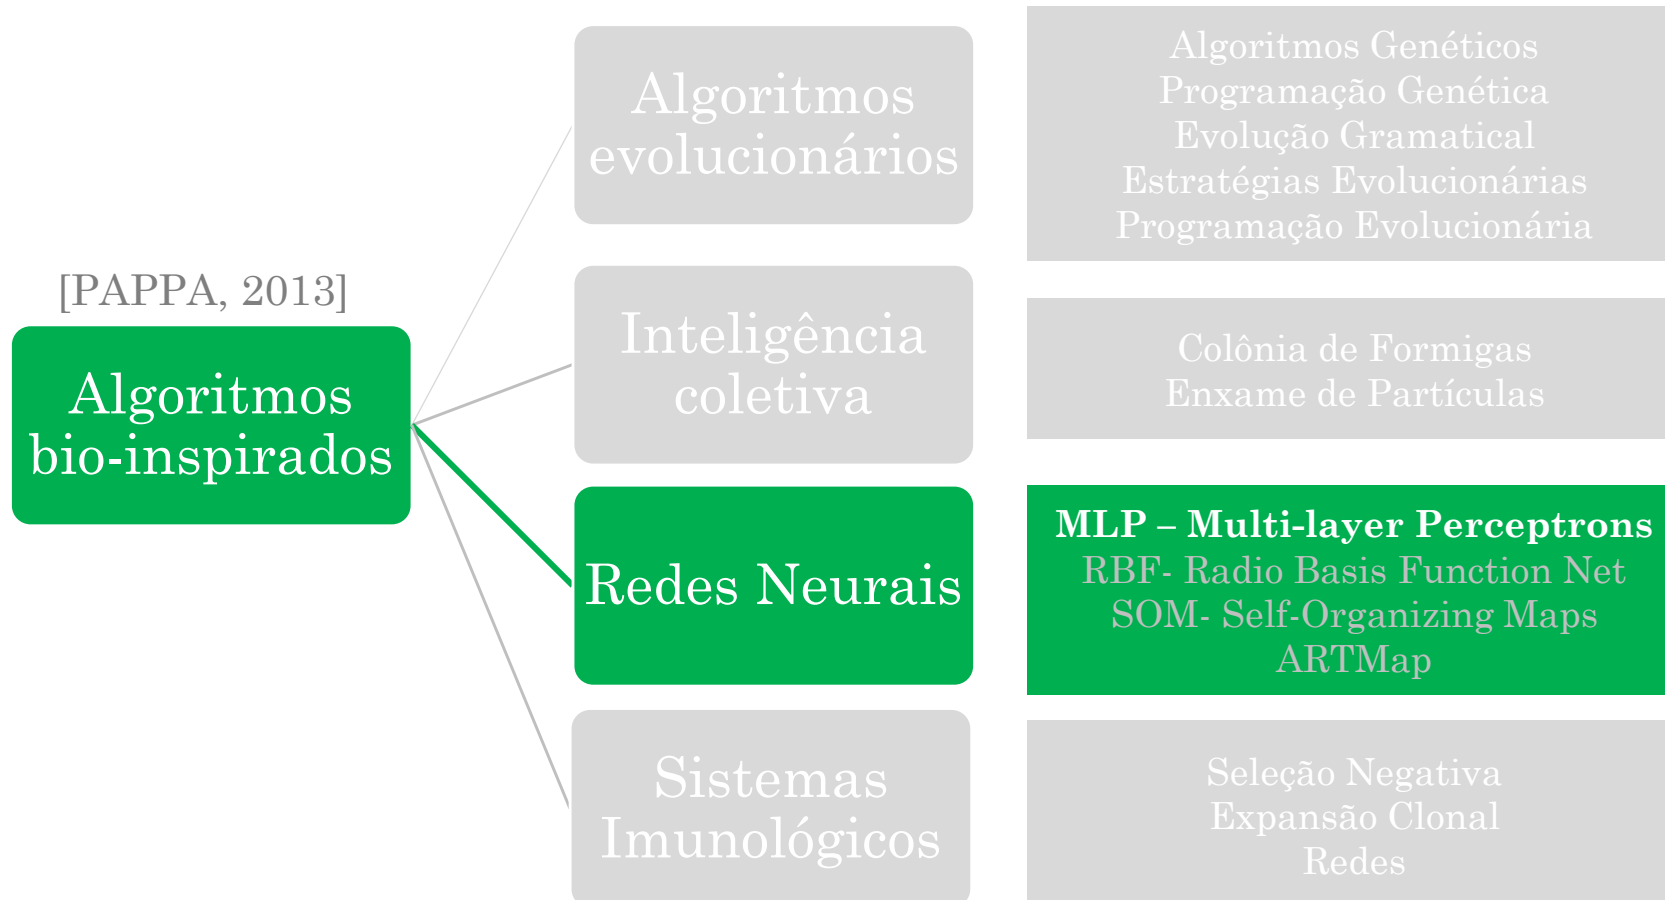 [PAPPA, 2013]
Algoritmos
bio-inspirados
Algoritmos
evolucionários
Algoritmos Genéticos
Programação Genética
Evolução Gramatical
Estratégias Evolucionárias
Programação Evolucionária
Inteligência
coletiva
Colônia de Formigas
Enxame de Partículas
Redes Neurais
MLP – Multi-layer Perceptrons
RBF- Radio Basis Function Net
SOM- Self-Organizing Maps
ARTMap
Sistemas
Imunológicos
Seleção Negativa
Expansão Clonal
Redes